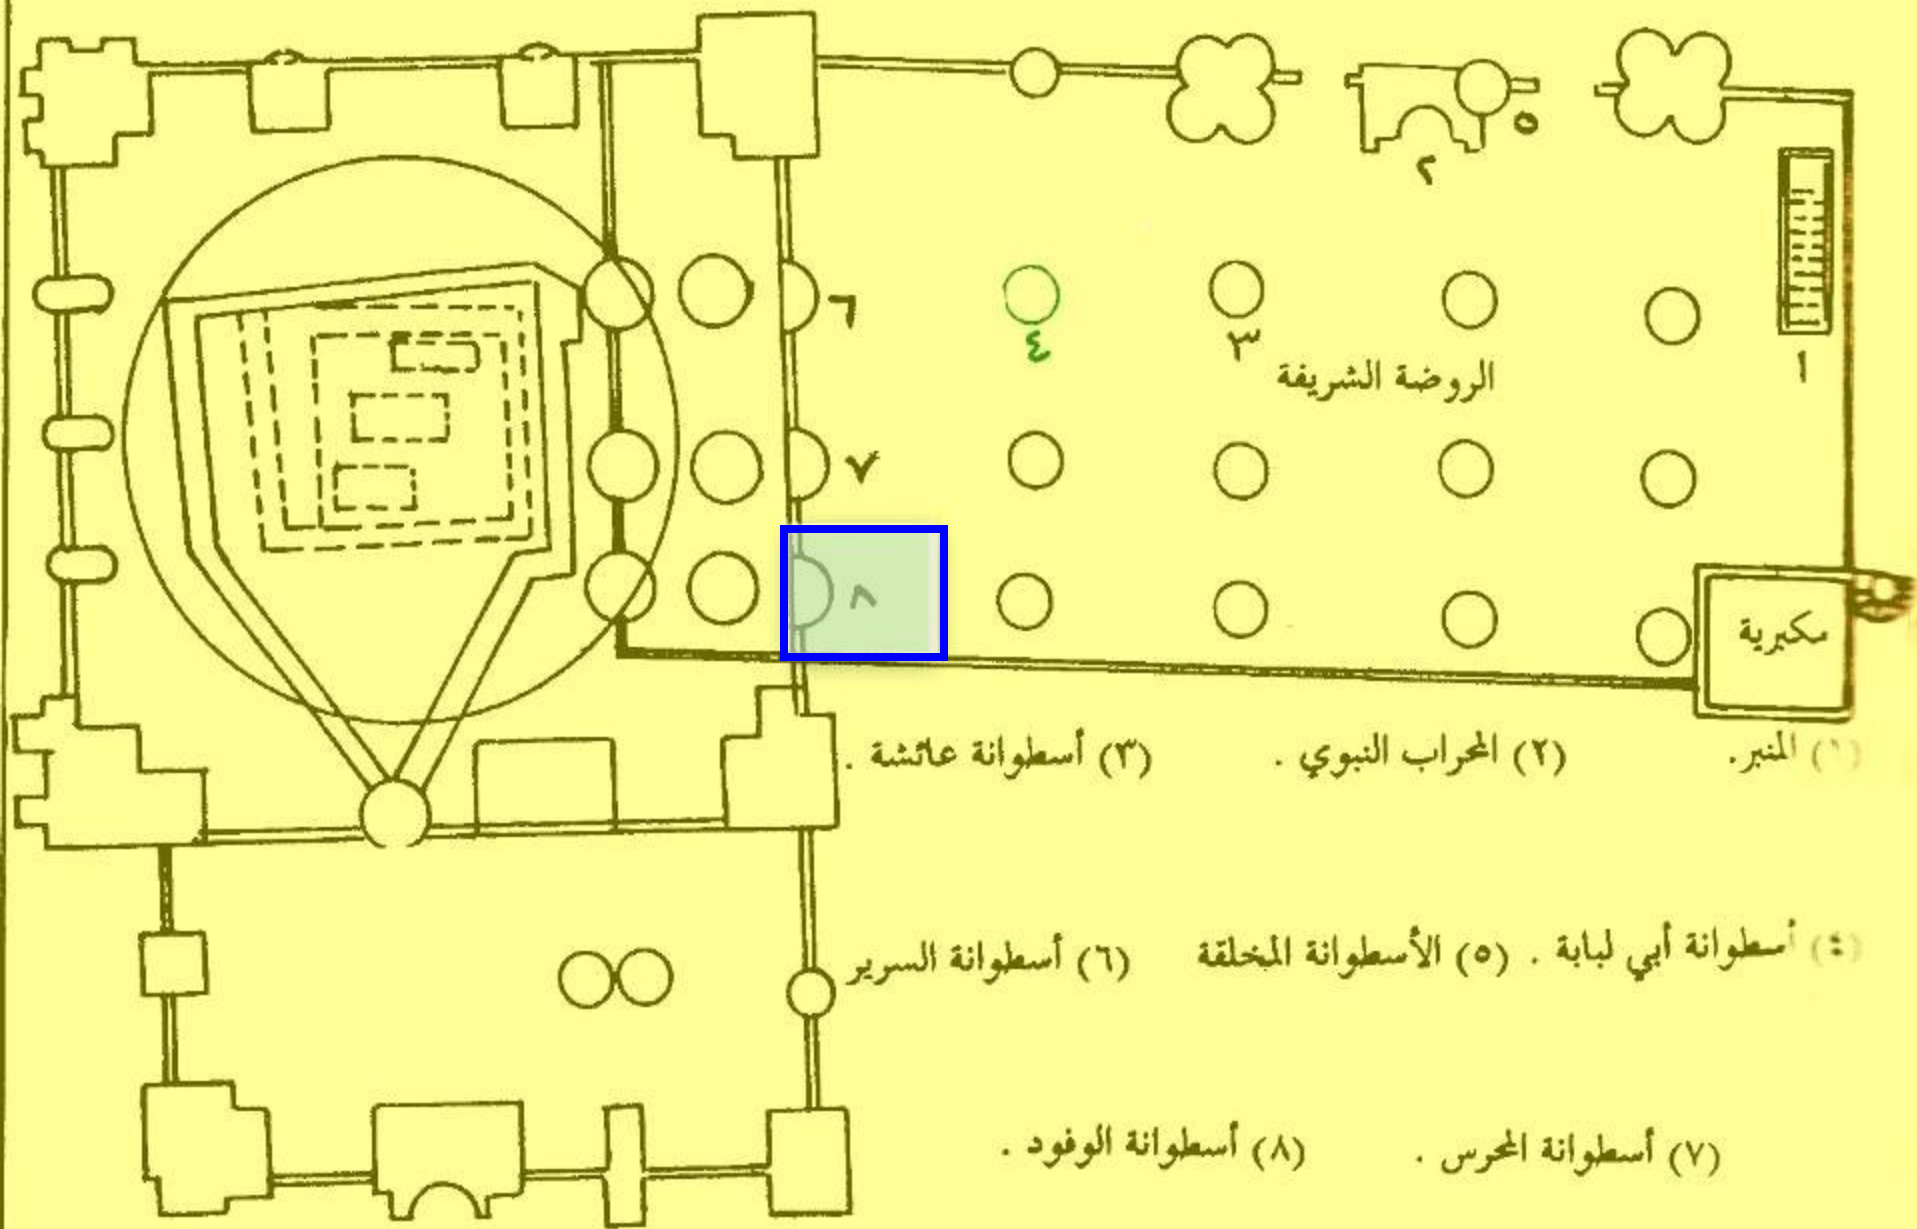 ٥
٢
٦
٤
٣
١
الروضة الشريفة
٧
٨
مكبرية
(١) المنبر.
(٢) المحراب النبوي .
(٣) أسطوانة عائشة .
(٤) أسطوانة أبي لبابة .
(٥) الأسطوانة المخلقة
(٦) أسطوانة السرير
(٧) أسطوانة المحرس .
(٨) أسطوانة الوفود .